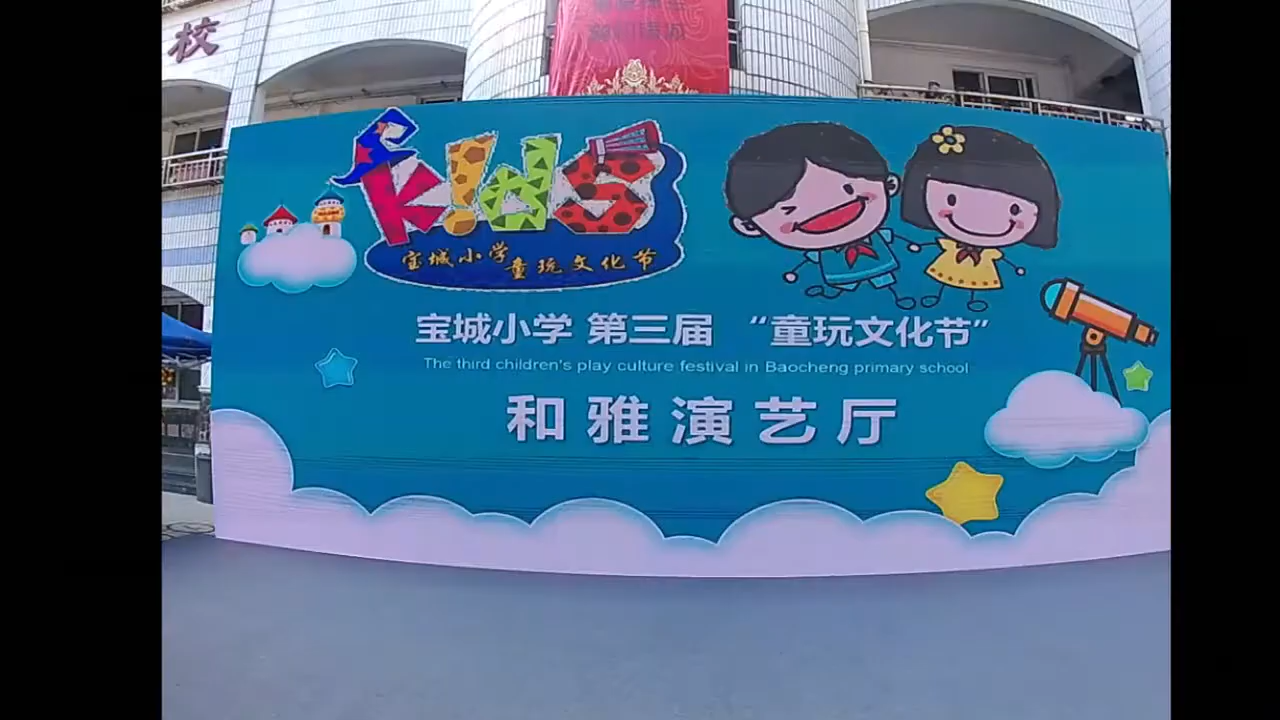 校
kids
宝城小学童玩文化节
宝城小学 第三届 “童玩文化节”
The third children's play culture festival in Baocheng primary school
和雅演艺厅